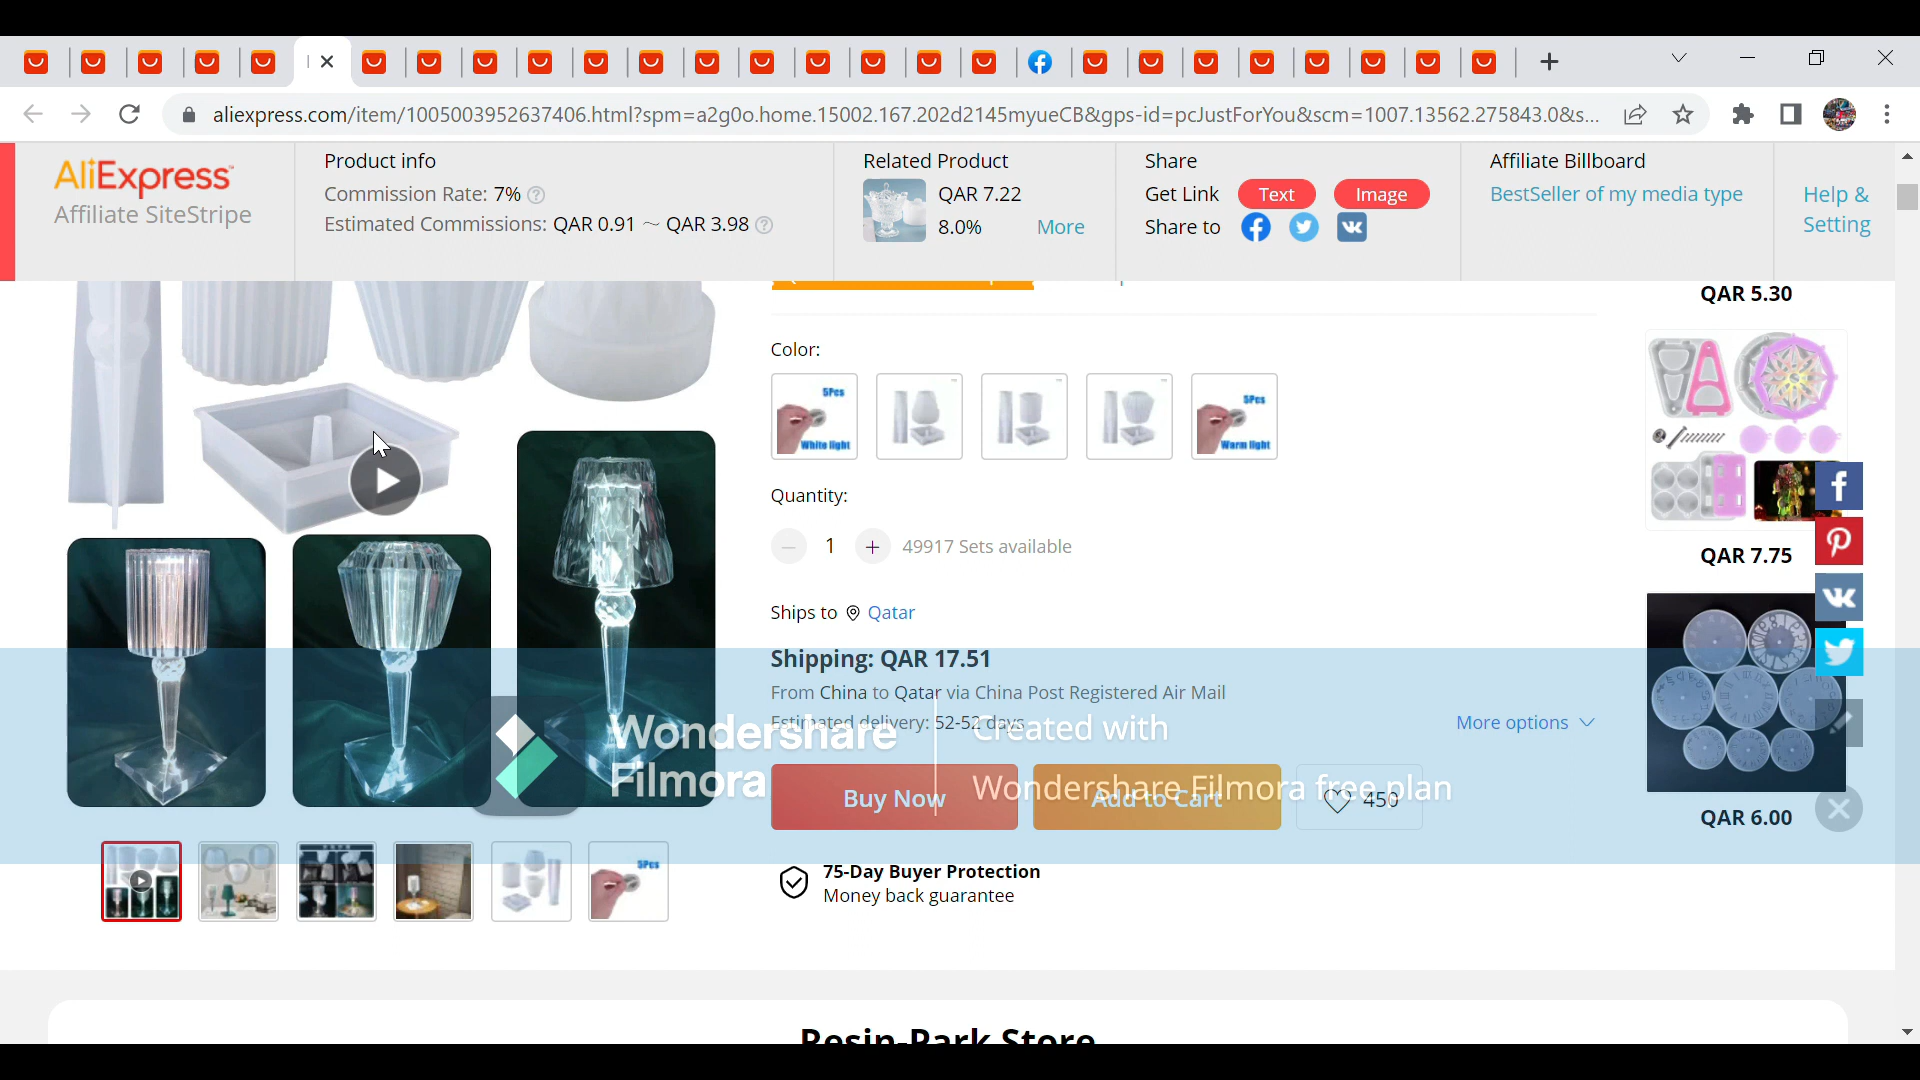 aliexpress.com/item/1005003952637406.html?spm=a2g0o.home.15002.167.202d2145myueCB&gps-id=pcJustForYou&scm=1007.13562.275843.0&s...
AliExpress
Affiliate SiteStripe
Product info
Commission Rate: 7%
Estimated Commissions: QAR 0.91 ~ QAR 3.98
Related Product
QAR 7.22
8.0%
More
Share
Get Link Text Image
Share to
Affiliate Billboard
BestSeller of my media type
Help &
Setting
QAR 5.30
Color:
5Pcs
White light
5Pcs
Warm light
Quantity:
1
49917 Sets available
QAR 7.75
Ships to Qatar
Shipping: QAR 17.51
From China to Qatar via China Post Registered Air Mail
Estimated delivery: 52-52 days
More options
Wondershare
Filmora
Created with
Wondershare Filmora free plan
Buy Now
Add to Cart
450
QAR 6.00
5Pcs
75-Day Buyer Protection
Money back guarantee
Resin-Park Store